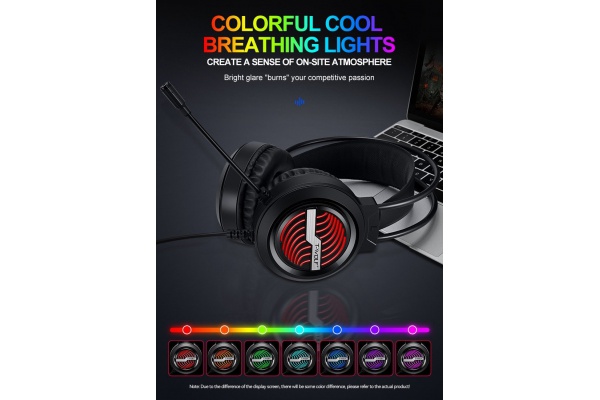 COLORFUL COOL
BREATHING LIGHTS
CREATE A SENSE OF ON-SITE ATMOSPHERE
Bright glare "burns" your competitive passion
T-WOLF
Note: Due to the difference of the display screen, there will be some color difference, please refer to the actual product!